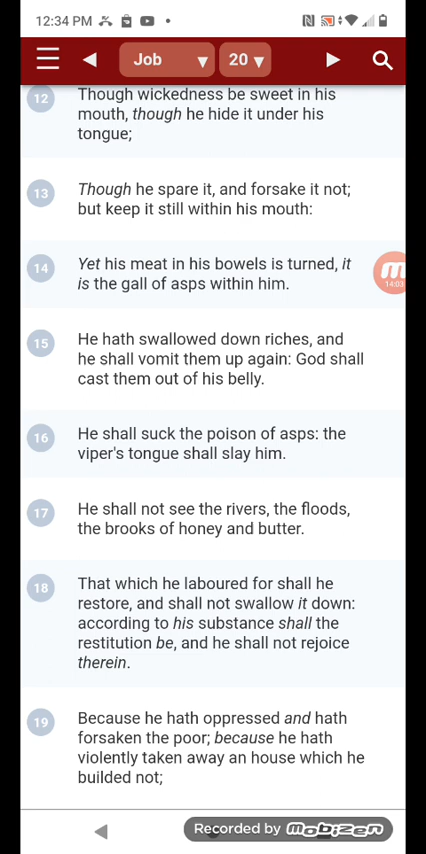 12:34 PM
Job
20
12
Though wickedness be sweet in his
mouth, though he hide it under his
tongue;
13
Though he spare it, and forsake it not;
but keep it still within his mouth:
14
Yet his meat in his bowels is turned, it
is the gall of asps within him.
m
14:03
15
He hath swallowed down riches, and
he shall vomit them up again: God shall
cast them out of his belly.
16
He shall suck the poison of asps: the
viper's tongue shall slay him.
17
He shall not see the rivers, the floods,
the brooks of honey and butter.
18
That which he laboured for shall he
restore, and shall not swallow it down:
according to his substance shall the
restitution be, and he shall not rejoice
therein.
19
Because he hath oppressed and hath
forsaken the poor; because he hath
violently taken away an house which he
builded not;
Recorded by mobizen